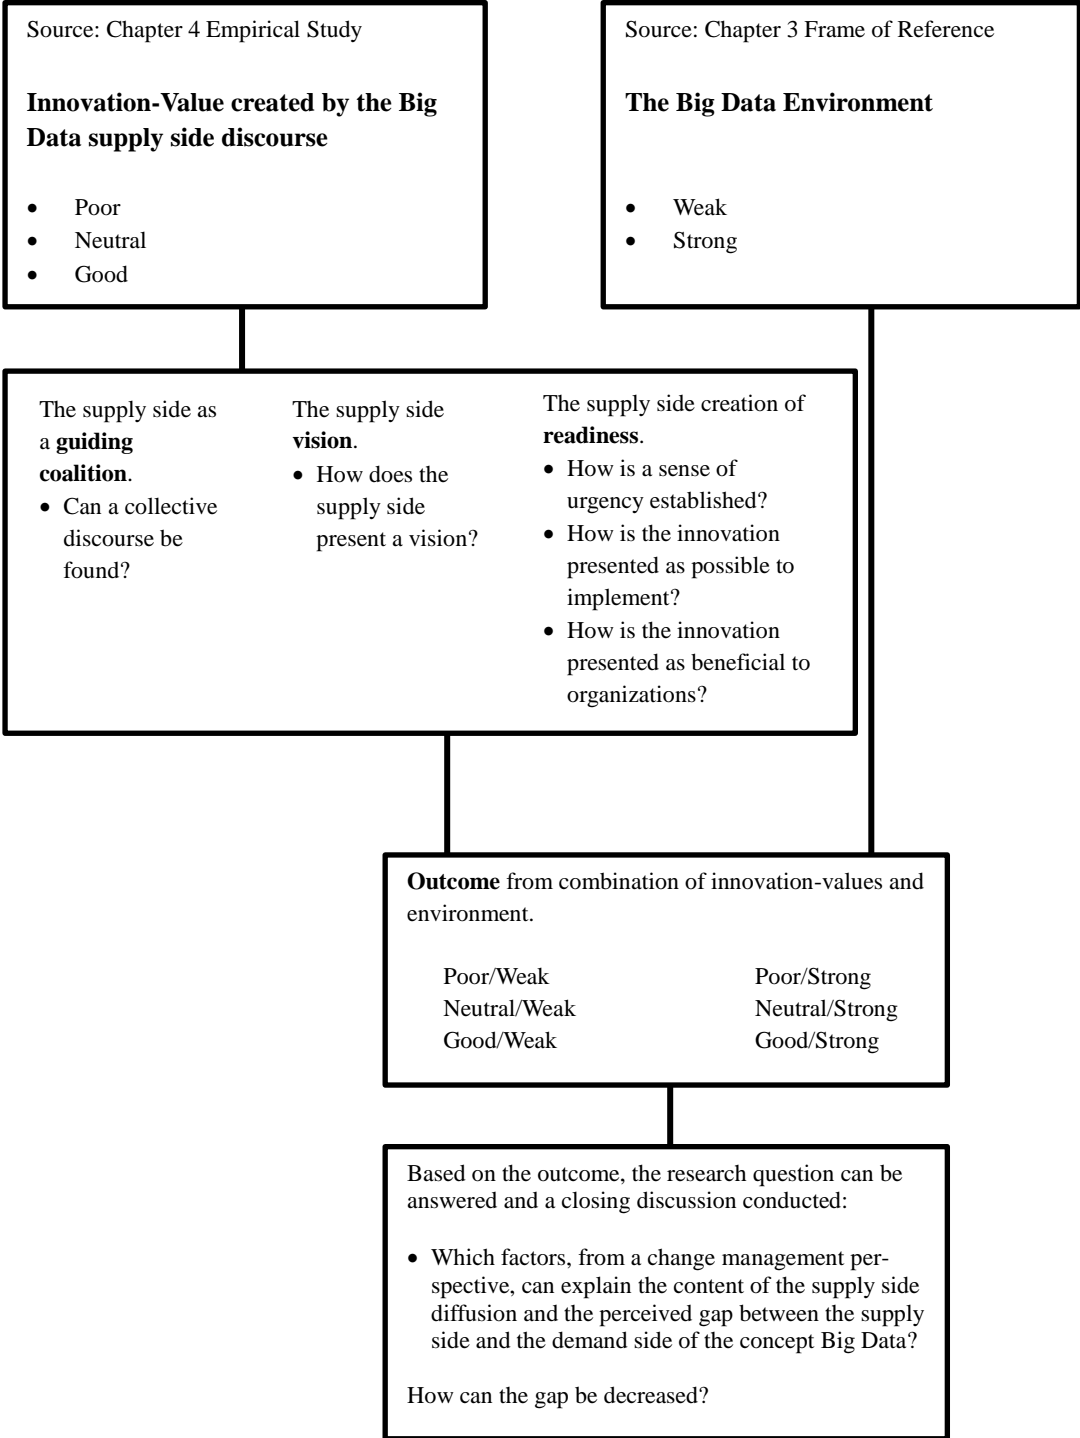 Source: Chapter 4 Empirical Study
Innovation-Value created by the Big
Data supply side discourse
• Poor
• Neutral
• Good
Source: Chapter 3 Frame of Reference
The Big Data Environment
• Weak
• Strong
The supply side as
a guiding
coalition.
• Can a collective
discourse be
found?
The supply side
vision.
• How does the
supply side
present a vision?
The supply side creation of
readiness.
• How is a sense of
urgency established?
• How is the innovation
presented as possible to
implement?
• How is the innovation
presented as beneficial to
organizations?
Outcome from combination of innovation-values and
environment.
Poor/Weak
Neutral/Weak
Good/Weak
Poor/Strong
Neutral/Strong
Good/Strong
Based on the outcome, the research question can be
answered and a closing discussion conducted:
• Which factors, from a change management per-
spective, can explain the content of the supply side
diffusion and the perceived gap between the supply
side and the demand side of the concept Big Data?
How can the gap be decreased?